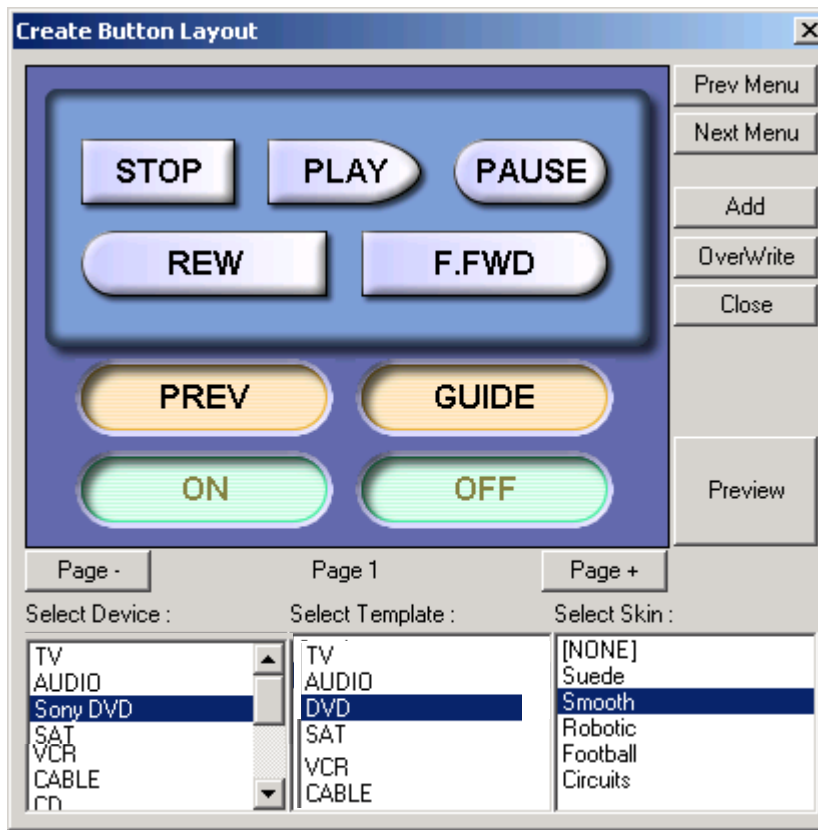 Create Button Layout
Prev Menu
Next Menu
STOP PLAY PAUSE
Add
REW F.FWD
OverWrite
Close
PREV GUIDE
ON OFF
Preview
Page - Page 1 Page +
Select Device : Select Template : Select Skin :
TV
AUDIO
Sony DVD
SAT
VCR
CABLE
CD
TV
AUDIO
DVD
SAT
VCR
CABLE
[NONE]
Suede
Smooth
Robotic
Football
Circuits